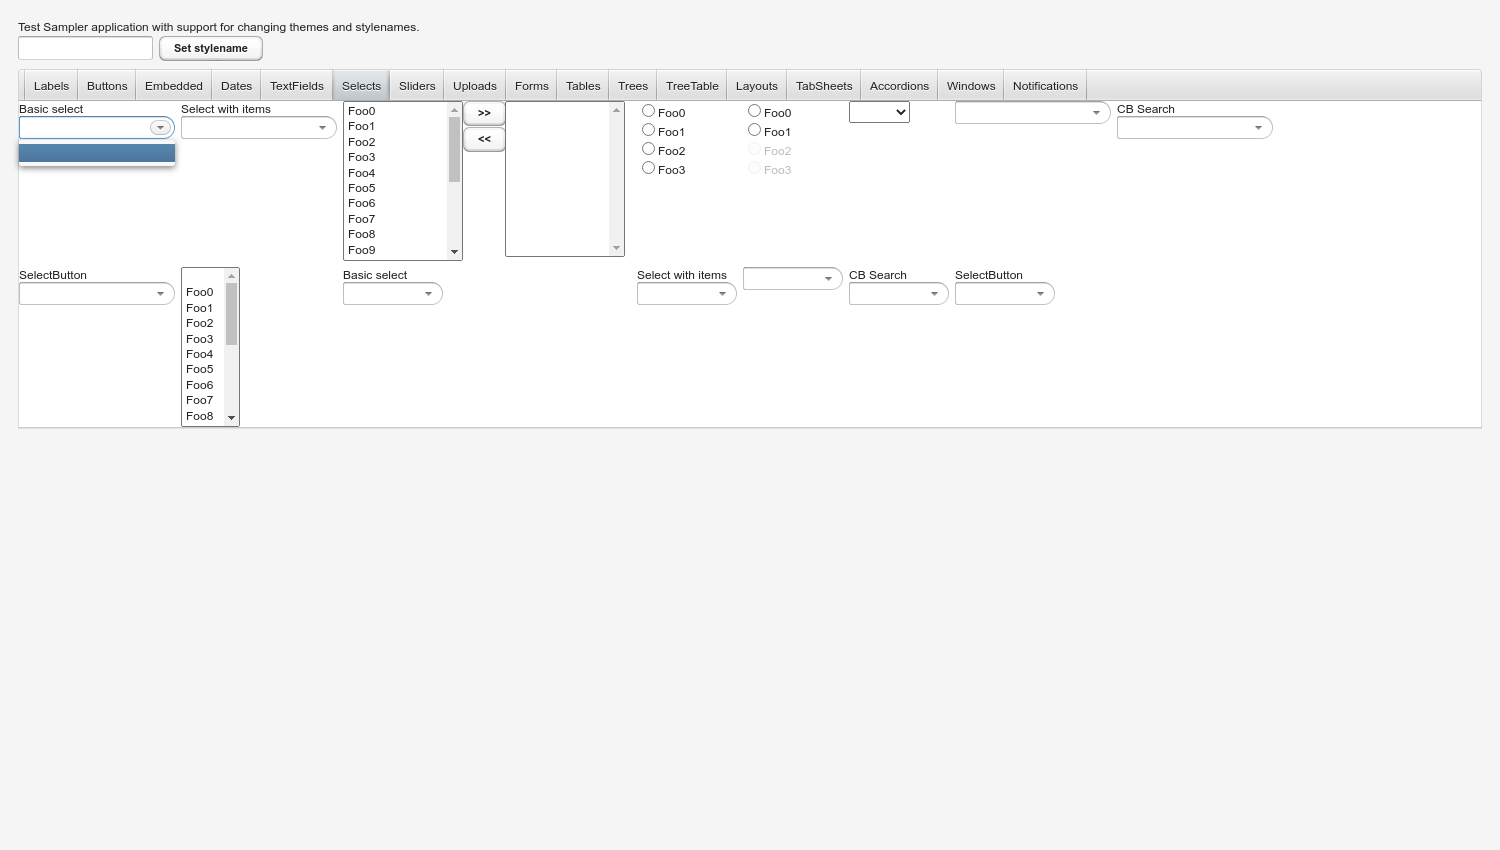 Test Sampler application with support for changing themes and stylenames.
Set stylename
Labels Buttons Embedded Dates TextFields Selects Sliders Uploads Forms Tables Trees TreeTable Layouts TabSheets Accordions Windows Notifications
Basic select Select with items CB Search
Foo0
Foo1
Foo2
Foo3
Foo4
Foo5
Foo6
Foo7
Foo8
Foo9
>>
<<
Foo0
Foo1
Foo2
Foo3
Foo0
Foo1
Foo2
Foo3
SelectButton
Foo0
Foo1
Foo2
Foo3
Foo4
Foo5
Foo6
Foo7
Foo8
Basic select
Select with items
CB Search
SelectButton